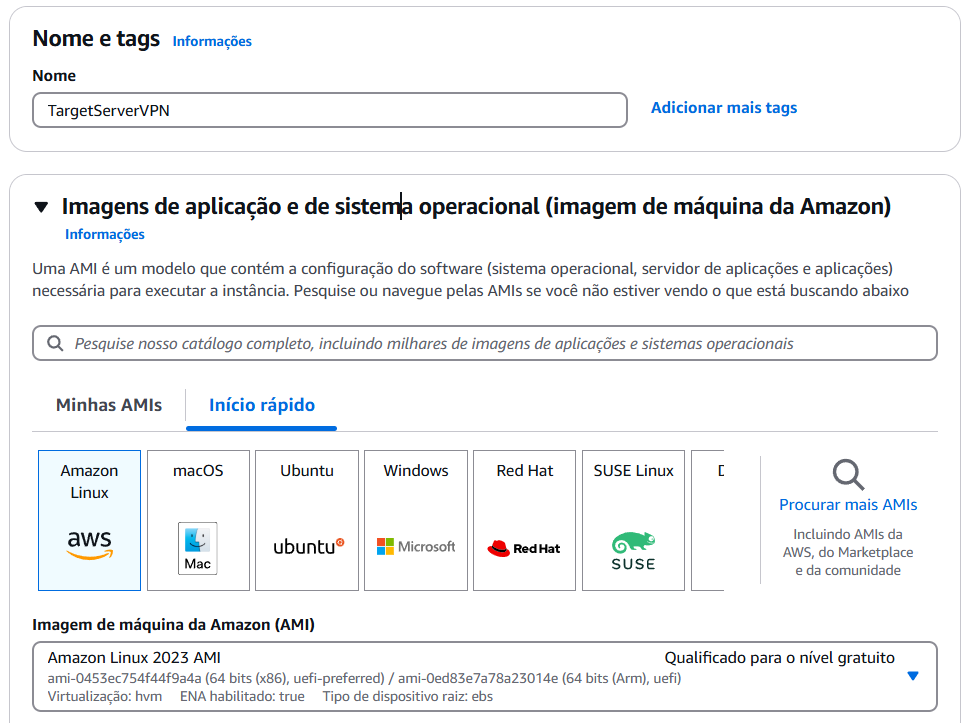 Nome e tags Informações
Nome
TargetServerVPN
Adicionar mais tags
Imagens de aplicação e de sistema operacional (imagem de máquina da Amazon)
Informações
Uma AMI é um modelo que contém a configuração do software (sistema operacional, servidor de aplicações e aplicações)
necessária para executar a instância. Pesquise ou navegue pelas AMIs se você não estiver vendo o que está buscando abaixo
Pesquise nosso catálogo completo, incluindo milhares de imagens de aplicações e sistemas operacionais
Minhas AMIs
Início rápido
Amazon
Linux
aws
macOS
Mac
Ubuntu
ubuntu
Windows
Microsoft
Red Hat
Red Hat
SUSE Linux
SUSE
Procurar mais AMIs
Incluindo AMIs da
AWS, do Marketplace
e da comunidade
Imagem de máquina da Amazon (AMI)
Amazon Linux 2023 AMI
Qualificado para o nível gratuito
ami-0453ec754f44f9a4a (64 bits (x86), uefi-preferred) / ami-0ed83e7a78a23014e (64 bits (Arm), uefi)
Virtualização: hvm ENA habilitado: true Tipo de dispositivo raiz: ebs